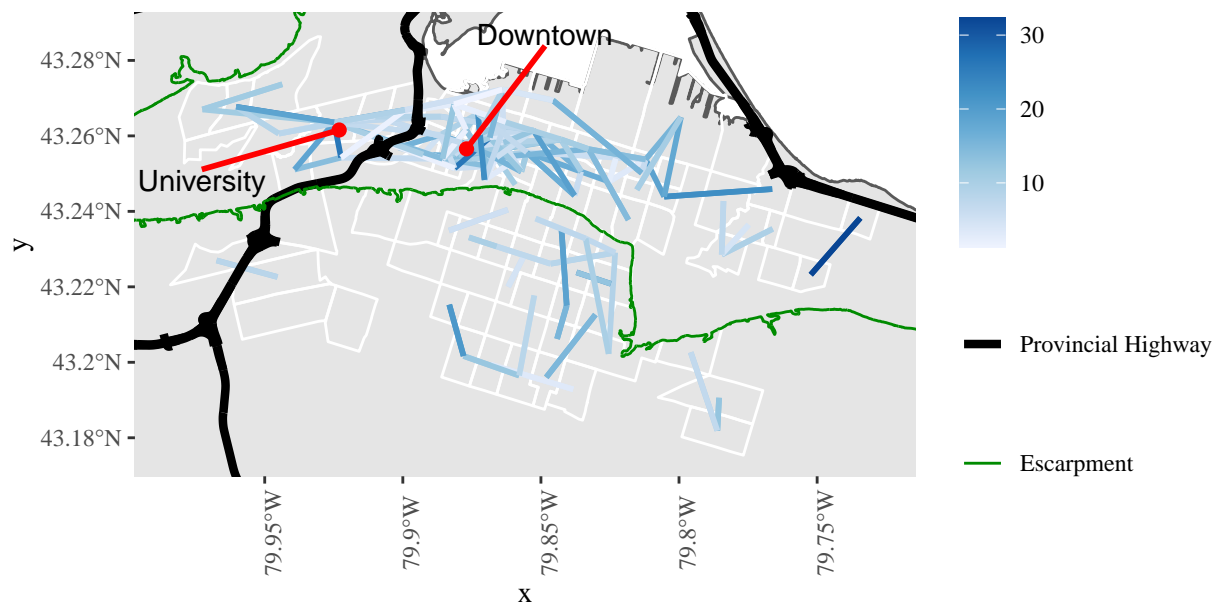 43.28°N
43.26°N
43.24°N
43.22°N
43.2°N
43.18°N
y
Downtown
University
79.95°W
79.9°W
79.85°W
79.8°W
79.75°W
x
30
20
10
Provincial Highway
Escarpment